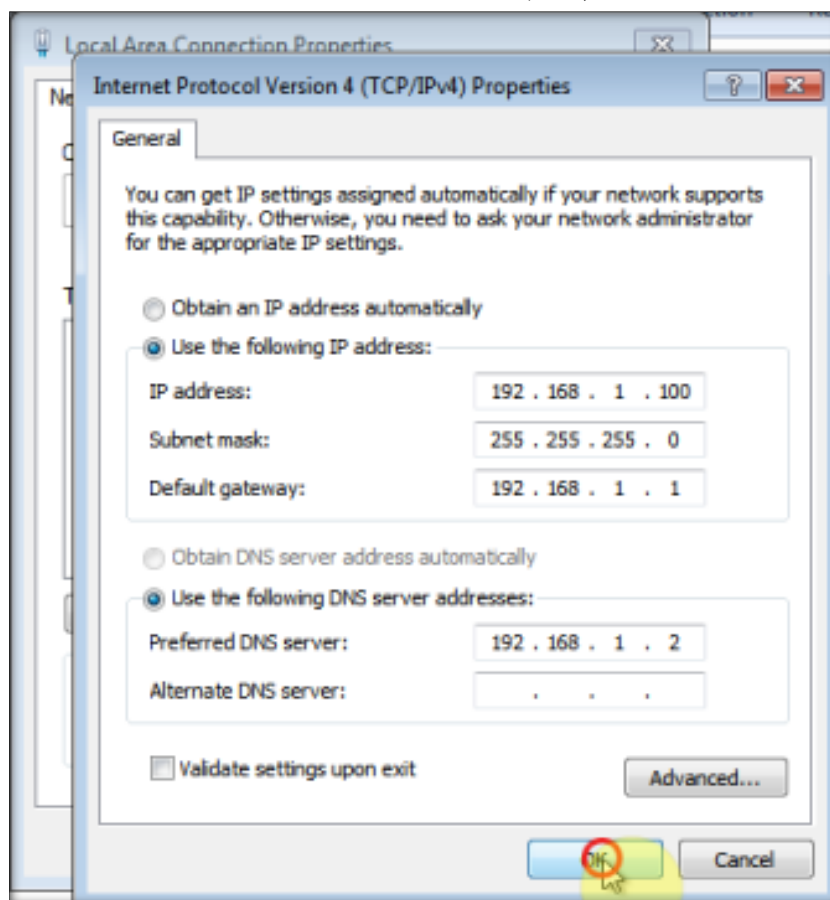 Local Area Connection Properties
Internet Protocol Version 4 (TCP/IPv4) Properties
General
You can get IP settings assigned automatically if your network supports
this capability. Otherwise, you need to ask your network administrator
for the appropriate IP settings.
Obtain an IP address automatically
Use the following IP address:
IP address: 192 . 168 . 1 . 100
Subnet mask: 255 . 255 . 255 . 0
Default gateway: 192 . 168 . 1 . 1
Obtain DNS server address automatically
Use the following DNS server addresses:
Preferred DNS server: 192 . 168 . 1 . 2
Alternate DNS server: . . .
Validate settings upon exit
Advanced...
OK Cancel